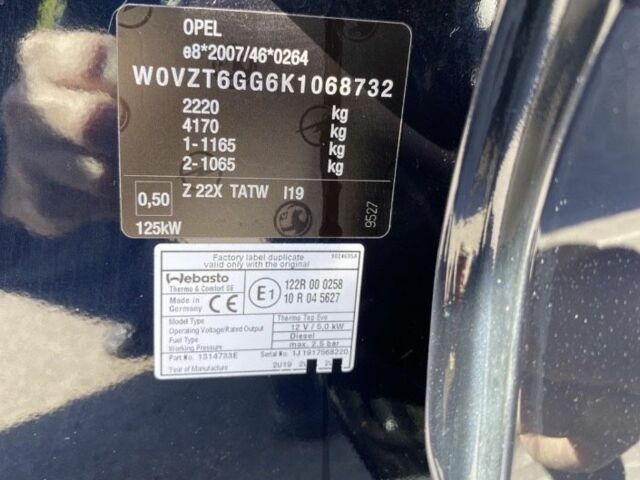 OPEL
e8*2007/46*0264
W0VZT6GG6K1068732
2220 kg
4170 kg
1-1165 kg
2-1065 kg
0,50 Z 22X TATW I19
125kW
9527
Factory label duplicate
valid only with the original
9024695A
Webasto
Thermo & Comfort SE
Made in
Germany
CE
E1
122R 00 0258
10 R 04 5627
Model Type Thermo Top Evo
Operating Voltage/Rated Output 12 V / 5,0 kW
Fuel Type Diesel
Working Pressure max. 2,5 bar
Part No. 1314733E Serial No. 1J1917568220
Year of Manufacture 2019